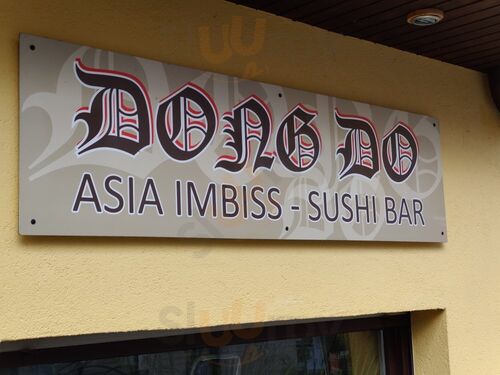 DONG DO
ASIA IMBISS - SUSHI BAR